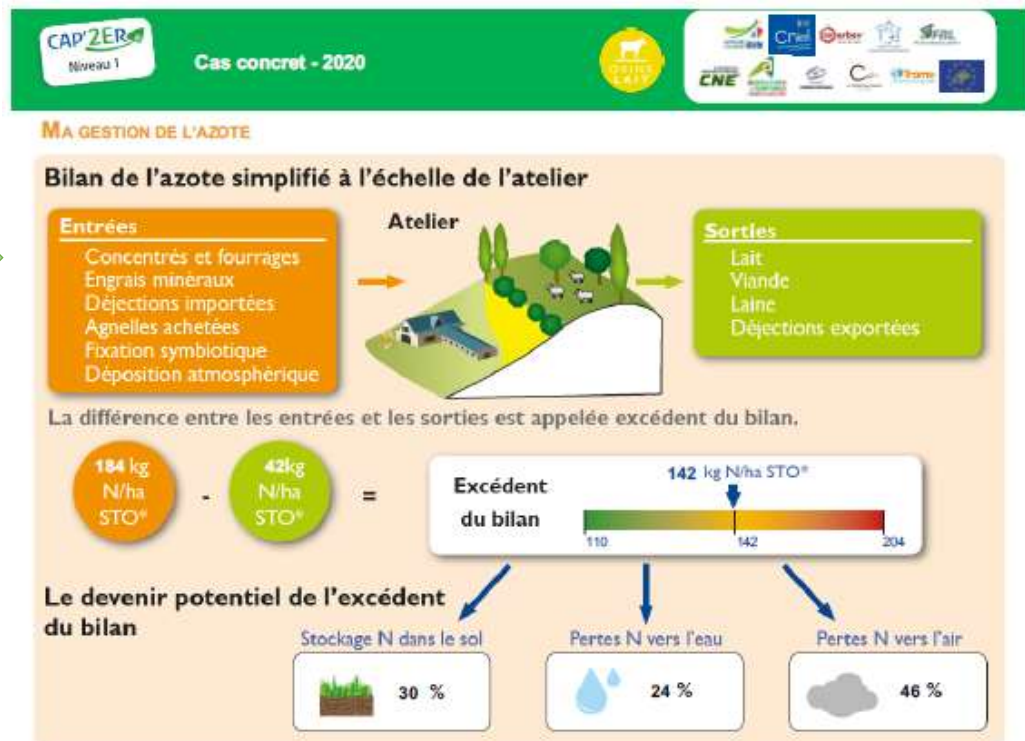 CAP'2ER
Niveau 1
Cas concret - 2020
OVINS
LAIT
Cniel
CNE
MA GESTION DE L'AZOTE
Bilan de l'azote simplifié à l'échelle de l'atelier
Entrées
Concentrés et fourrages
Engrais minéraux
Déjections importées
Agnelles achetées
Fixation symbiotique
Déposition atmosphérique
Atelier
Sorties
Lait
Viande
Laine
Déjections exportées
La différence entre les entrées et les sorties est appelée excédent du bilan.
184 kg
N/ha
STO*
-
42kg
N/ha
STO*
=
Excédent
du bilan
142 kg N/ha STO*
110 142 204
Le devenir potentiel de l'excédent
du bilan
Stockage N dans le sol
30 %
Pertes N vers l'eau
24 %
Pertes N vers l'air
46 %